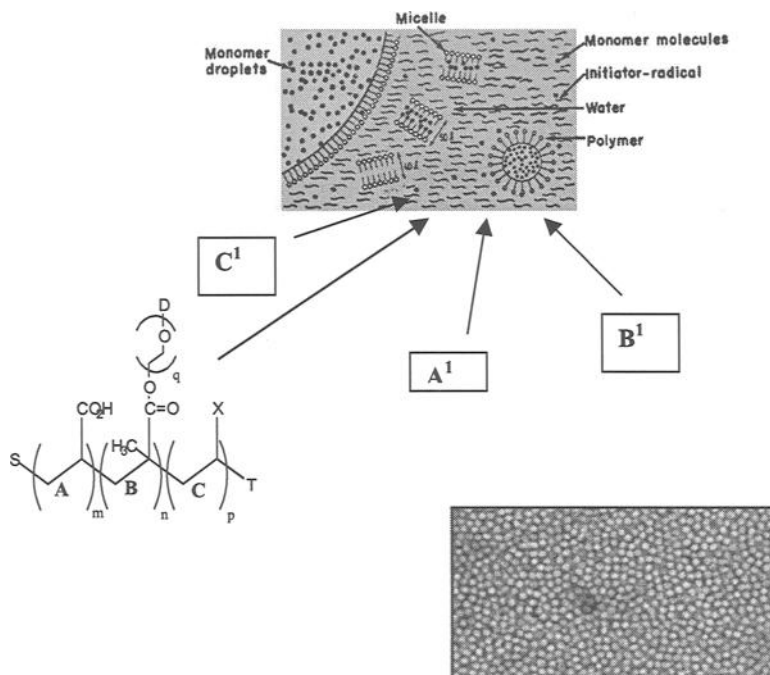 Micelle
Monomer droplets
Monomer molecules
Initiator-radical
Water
Polymer
C¹
B¹
A¹
D
O
q
O
CO₂H
C=O
X
H₃C
S
A
B
C
T
m
n
p